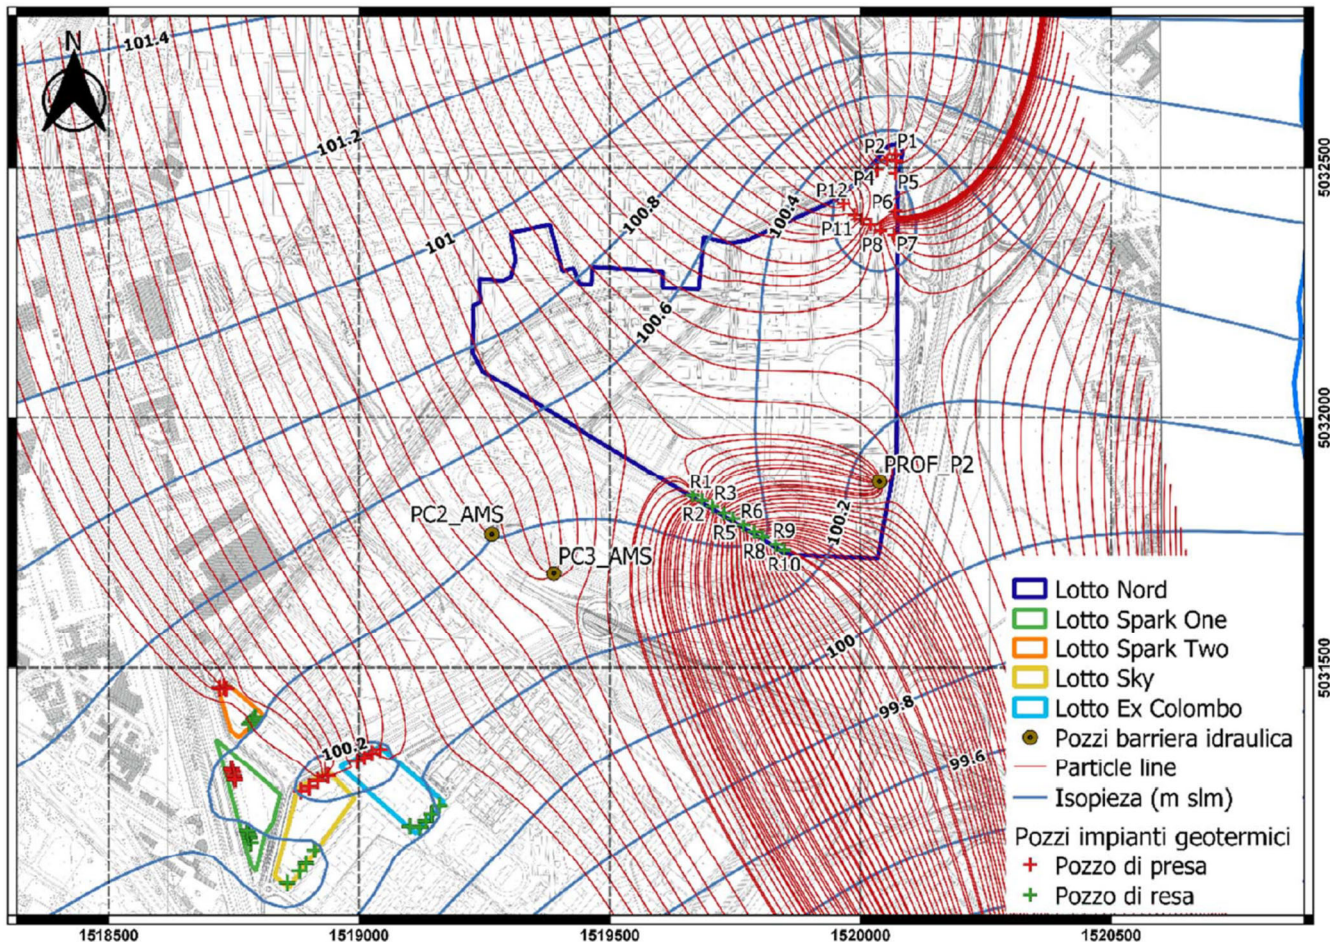 N
101.4
101.2
101
100.8
100.6
100.4
P1
P2
P4
P5
P12
P6
P11
P8
P7
5032500
5032000
5031500
PROF_P2
R1
R3
R2
R6
R5
R9
R8
R10
100.2
PC2_AMS
PC3_AMS
100
99.8
99.6
100.2
Lotto Nord
Lotto Spark One
Lotto Spark Two
Lotto Sky
Lotto Ex Colombo
Pozzi barriera idraulica
Particle line
Isopieza (m slm)
Pozzi impianti geotermici
Pozzo di presa
Pozzo di resa
1518500
1519000
1519500
1520000
1520500